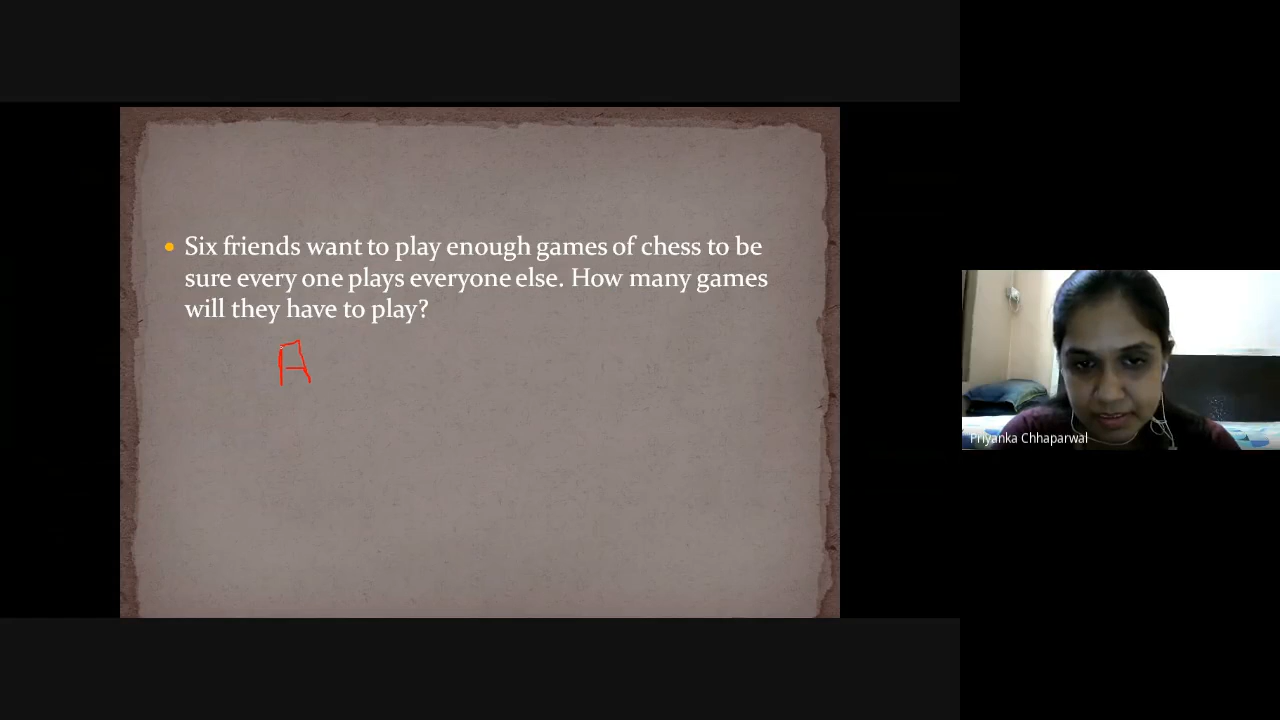 Six friends want to play enough games of chess to be
sure every one plays everyone else. How many games
will they have to play?
A
Priyanka Chhaparwal